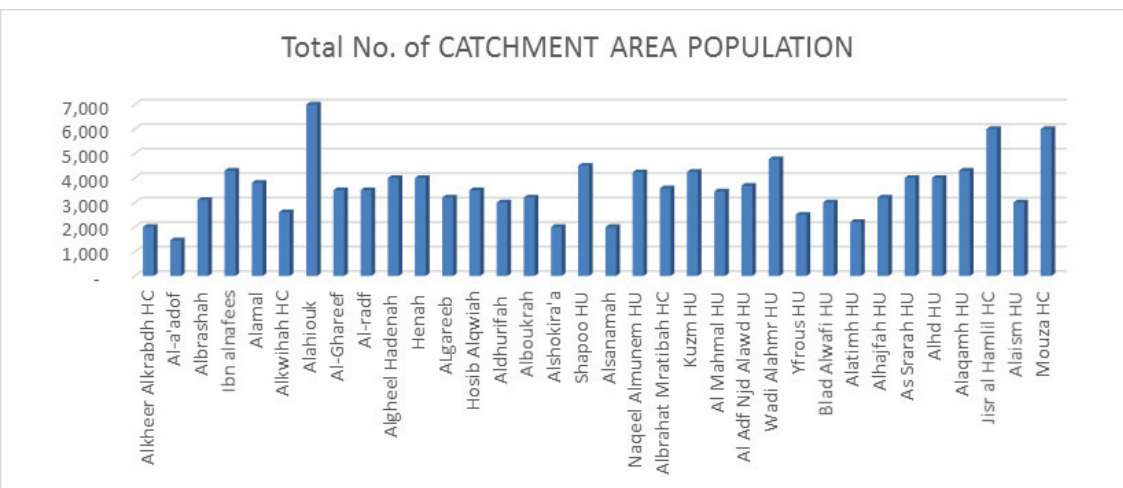 Total No. of CATCHMENT AREA POPULATION
7,000
6,000
5,000
4,000
3,000
2,000
1,000
-
Alkheer Alkrabdh HC
Al-a'addof
Albrashah
Ibn alnafees
Alamal
Alkwihah HC
Alahiouk
Al-Ghareef
Al-radf
Algheel Hadenah
Henah
ALgareeb
Hosib Alqwiah
Aldhurifah
Alboukrah
Alshokira'a
Shapoo HU
Alsanamah
Naqeel Almunem HU
Albrahat Mratibah HC
Kuzm HU
Al Mahmal HU
Al Adf Njd Alawd HU
Wadi Alahmr HU
Yfrous HU
Blad Alwafi HU
Alatimh HU
Alhajfah HU
As Srarah HU
Alhd HU
Alaqamh HU
Jisr al Hamlil HC
Alaism HU
Mouza HC